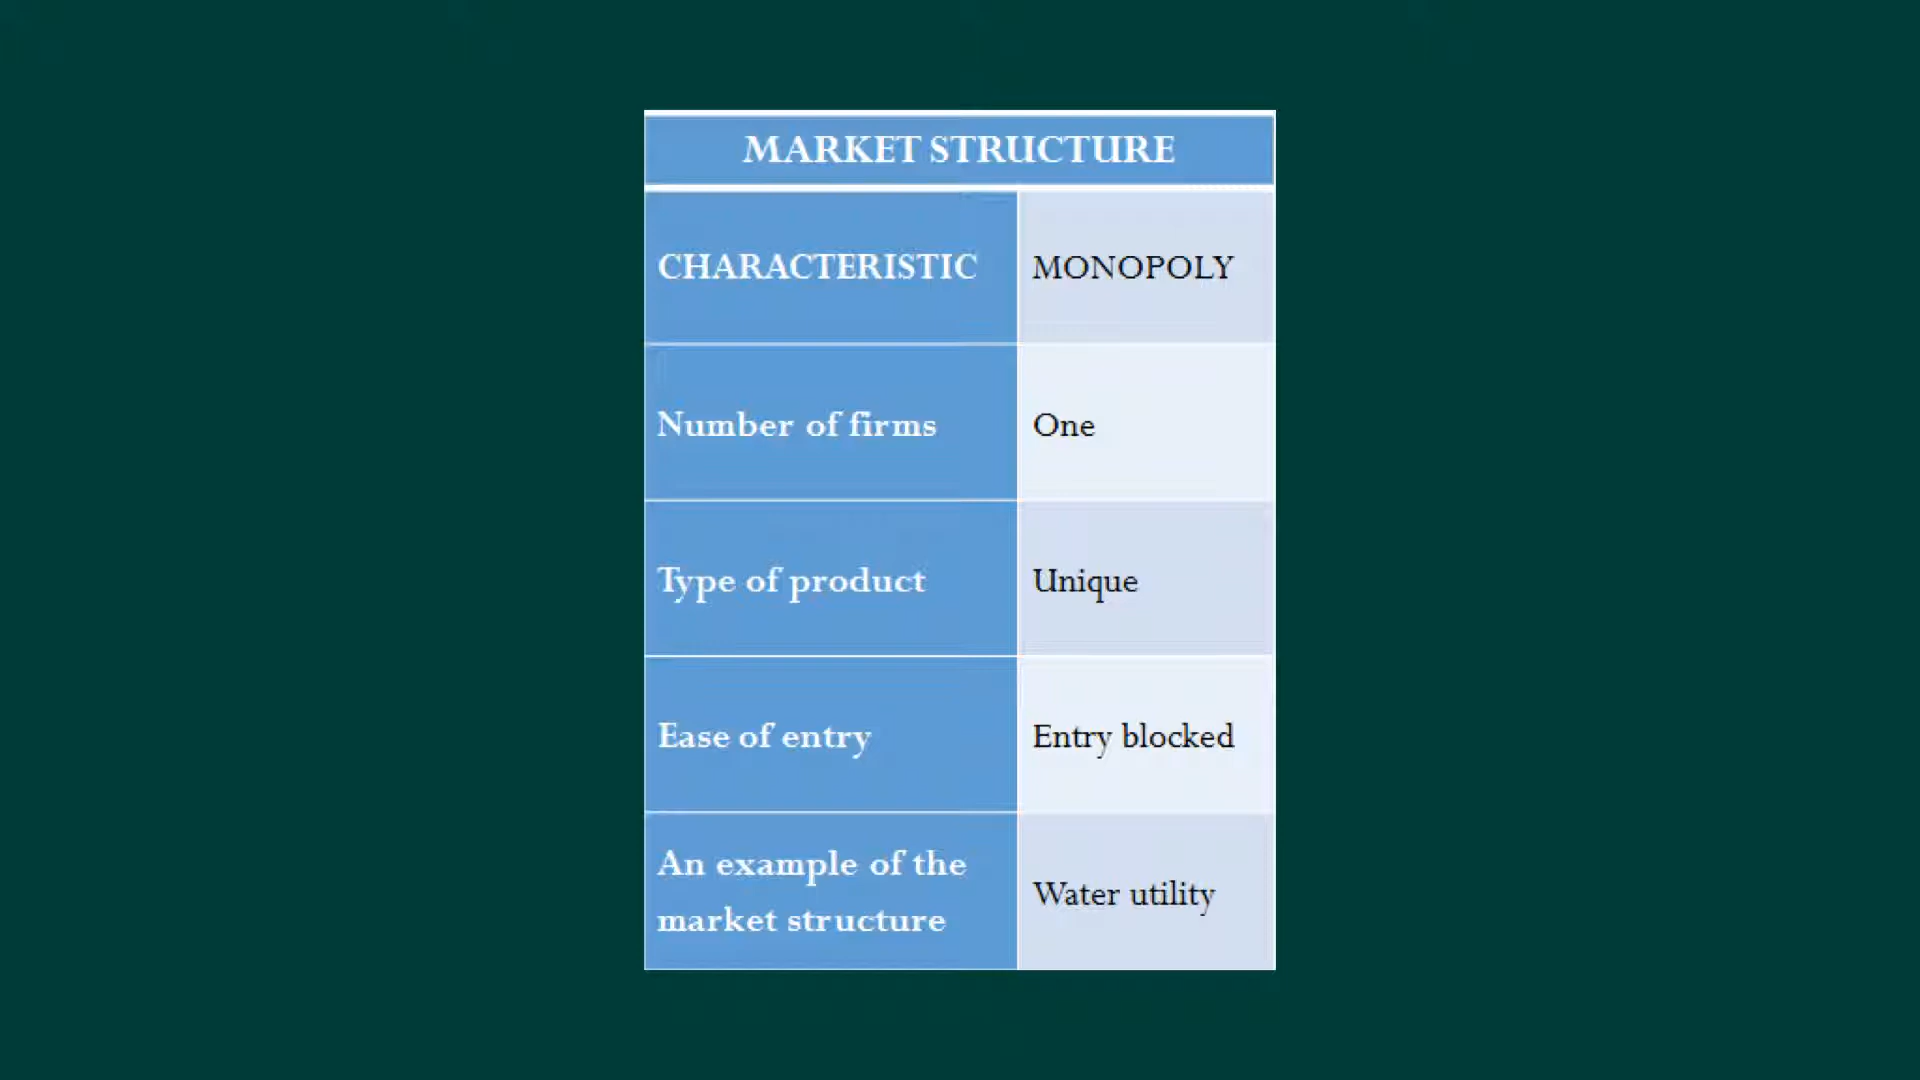 MARKET STRUCTURE
CHARACTERISTIC
MONOPOLY
Number of firms
One
Type of product
Unique
Ease of entry
Entry blocked
An example of the
market structure
Water utility